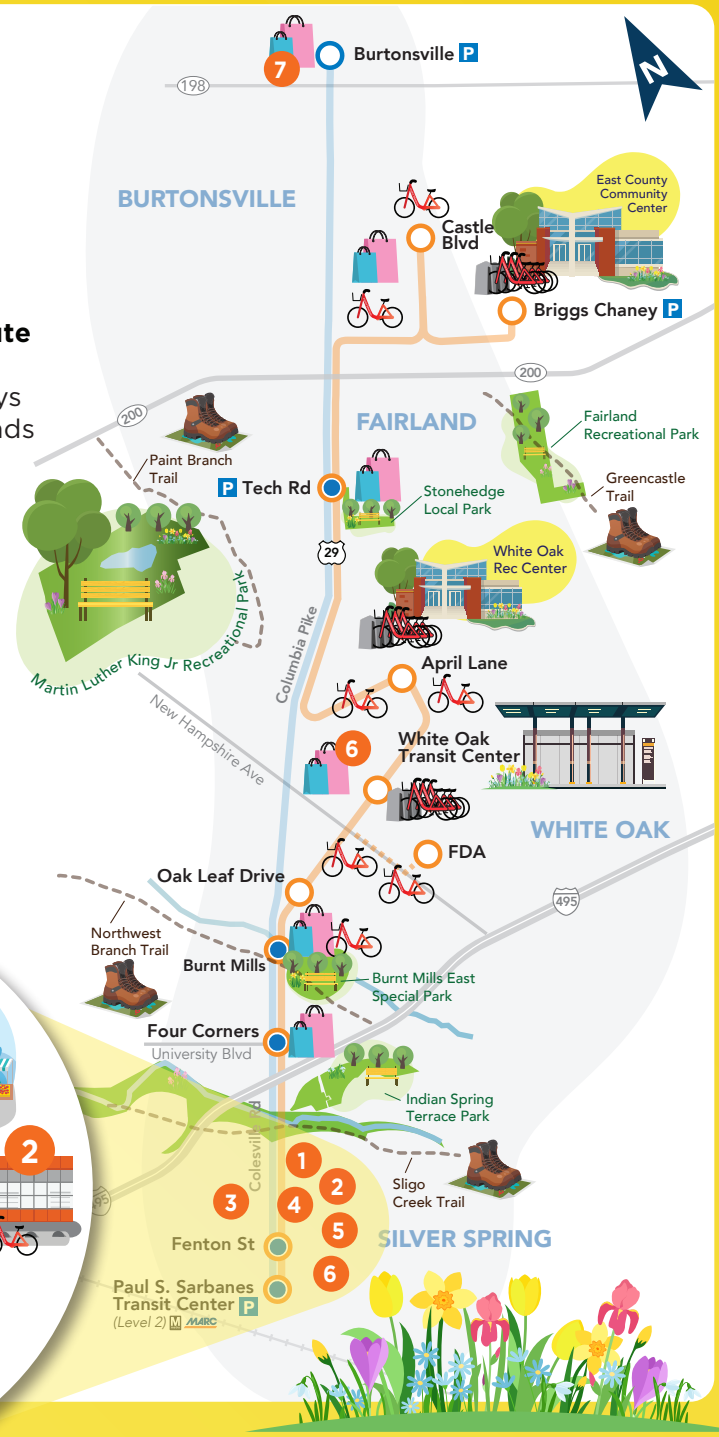 7
Burtonsville P
198
N
BURTONSVILLE
East County
Community
Center
Castle
Blvd
Briggs Chaney P
ute
ys
nds
200
200
FAIRLAND
Fairland
Recreational Park
Paint Branch
Trail
Greencastle
Trail
P Tech Rd
Stonehedge
Local Park
29
White Oak
Rec Center
Martin Luther King Jr Recreational Park
Columbia Pike
April Lane
New Hampshire Ave
6
White Oak
Transit Center
WHITE OAK
FDA
Oak Leaf Drive
495
Northwest
Branch Trail
Burnt Mills
Burnt Mills East
Special Park
Four Corners
University Blvd
Indian Spring
Terrace Park
Colesville Rd
2
1
2
3
4
5
6
Sligo
Creek Trail
495
Fenton St
SILVER SPRING
Paul S. Sarbanes
Transit Center P
(Level 2) M MARC